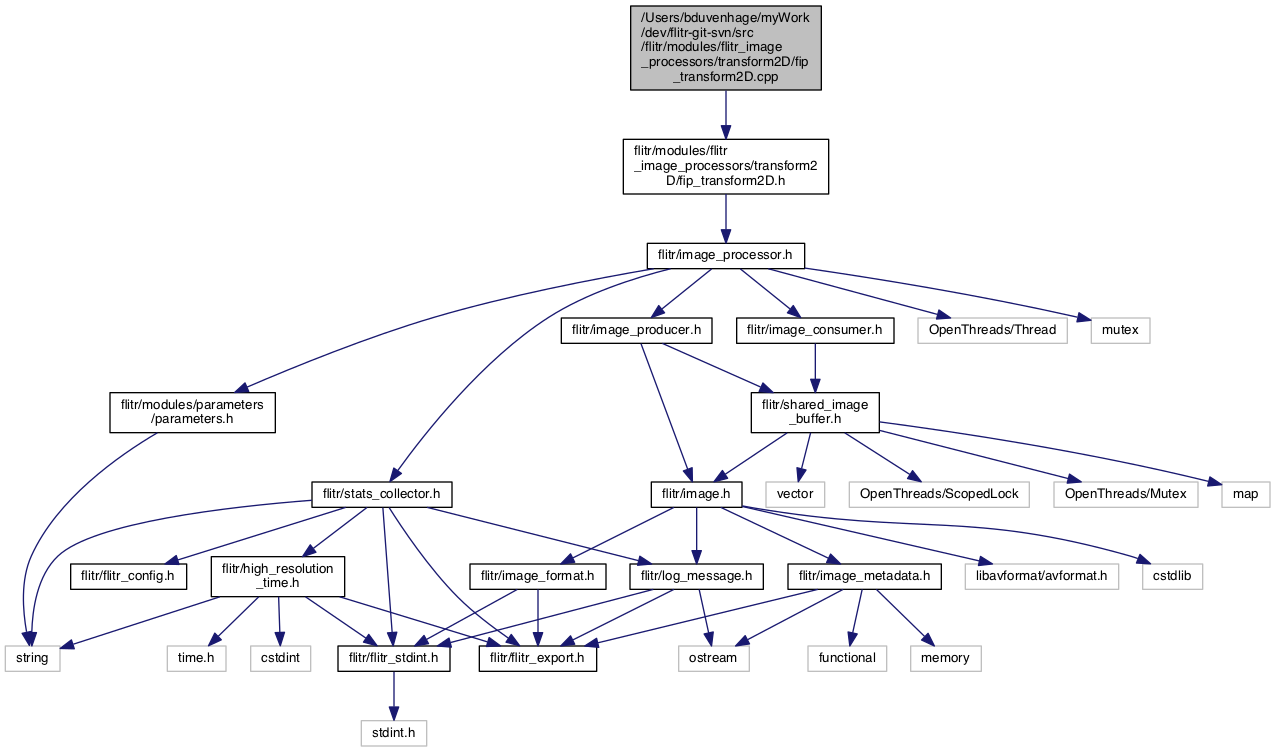 /Users/bduvenhage/myWork
/dev/flitr-git-svn/src
/flitr/modules/flitr_image
_processors/transform2D/fip
_transform2D.cpp
flitr/modules/flitr
_image_processors/transform2
D/fip_transform2D.h
flitr/image_processor.h
flitr/image_producer.h
flitr/image_consumer.h
OpenThreads/Thread
mutex
flitr/modules/parameters
/parameters.h
flitr/shared_image
_buffer.h
flitr/stats_collector.h
flitr/image.h
vector
OpenThreads/ScopedLock
OpenThreads/Mutex
map
flitr/flitr_config.h
flitr/high_resolution
_time.h
flitr/image_format.h
flitr/log_message.h
flitr/image_metadata.h
libavformat/avformat.h
cstdlib
string
time.h
cstdint
flitr/flitr_stdint.h
flitr/flitr_export.h
ostream
functional
memory
stdint.h